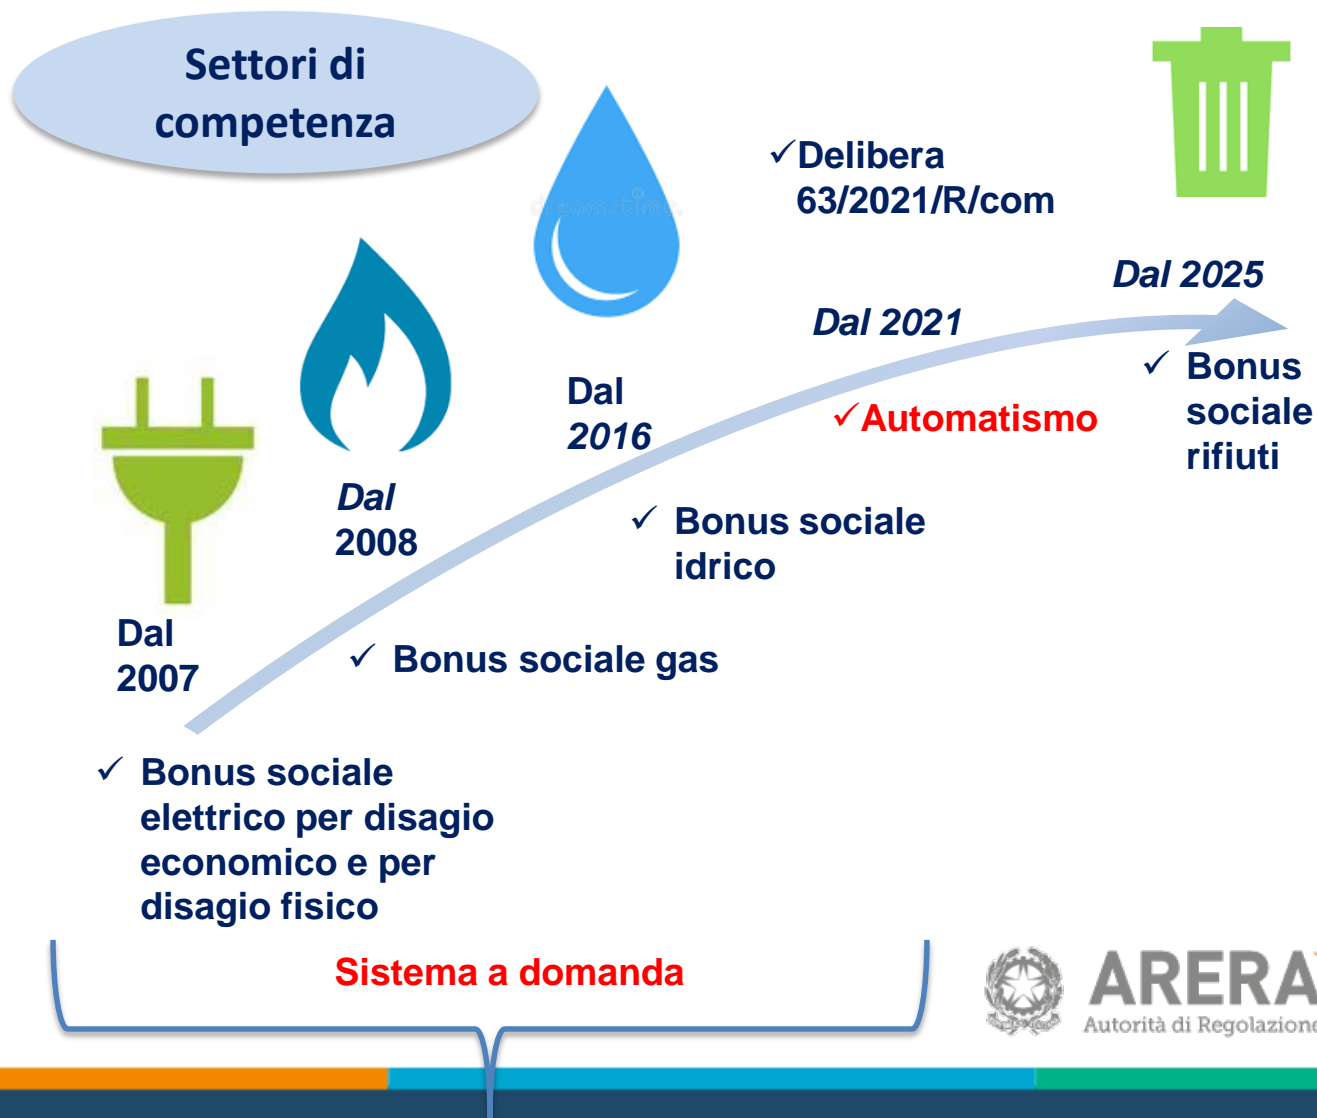 Settori di
competenza
✓Delibera
63/2021/R/com
Dal 2025
Dal 2021
✓ Bonus
sociale
rifiuti
Dal
2016
✓Automatismo
Dal
2008
✓ Bonus sociale
idrico
Dal
2007
✓ Bonus sociale gas
✓ Bonus sociale
elettrico per disagio
economico e per
disagio fisico
Sistema a domanda
ARERA
Autorità di Regolazione